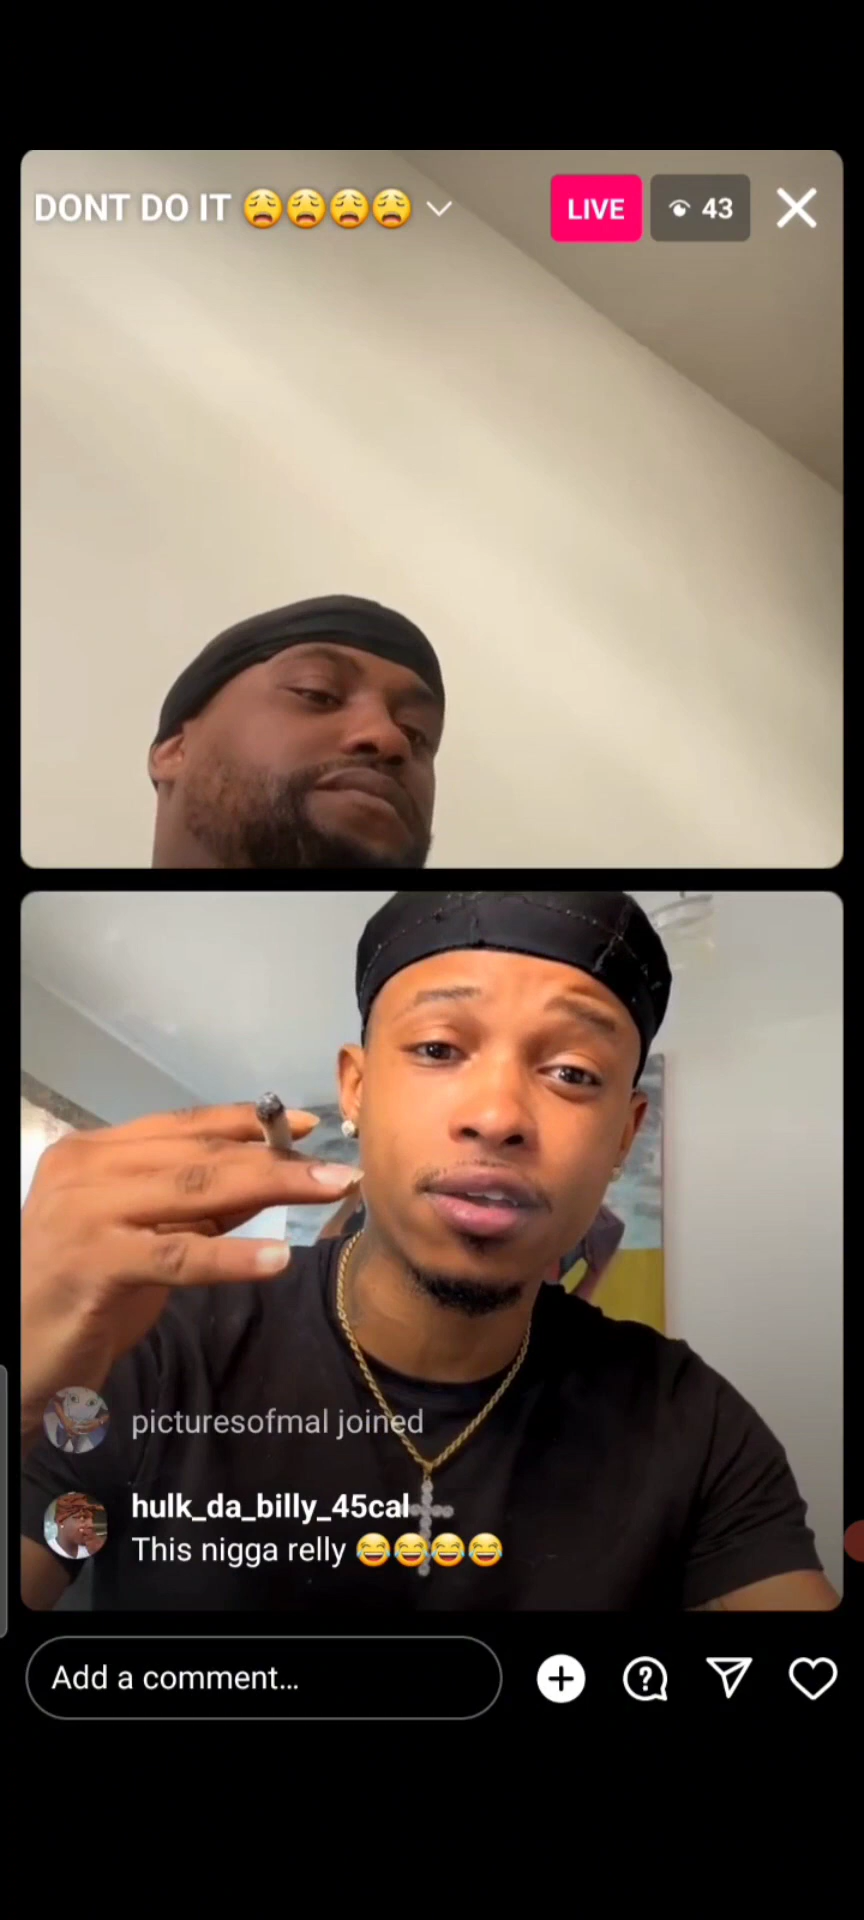 DONT DO IT 😩😩😩😩
LIVE
43
picturesofmal joined
hulk_da_billy_45cal
This nigga relly 😂😂😂😂
Add a comment...